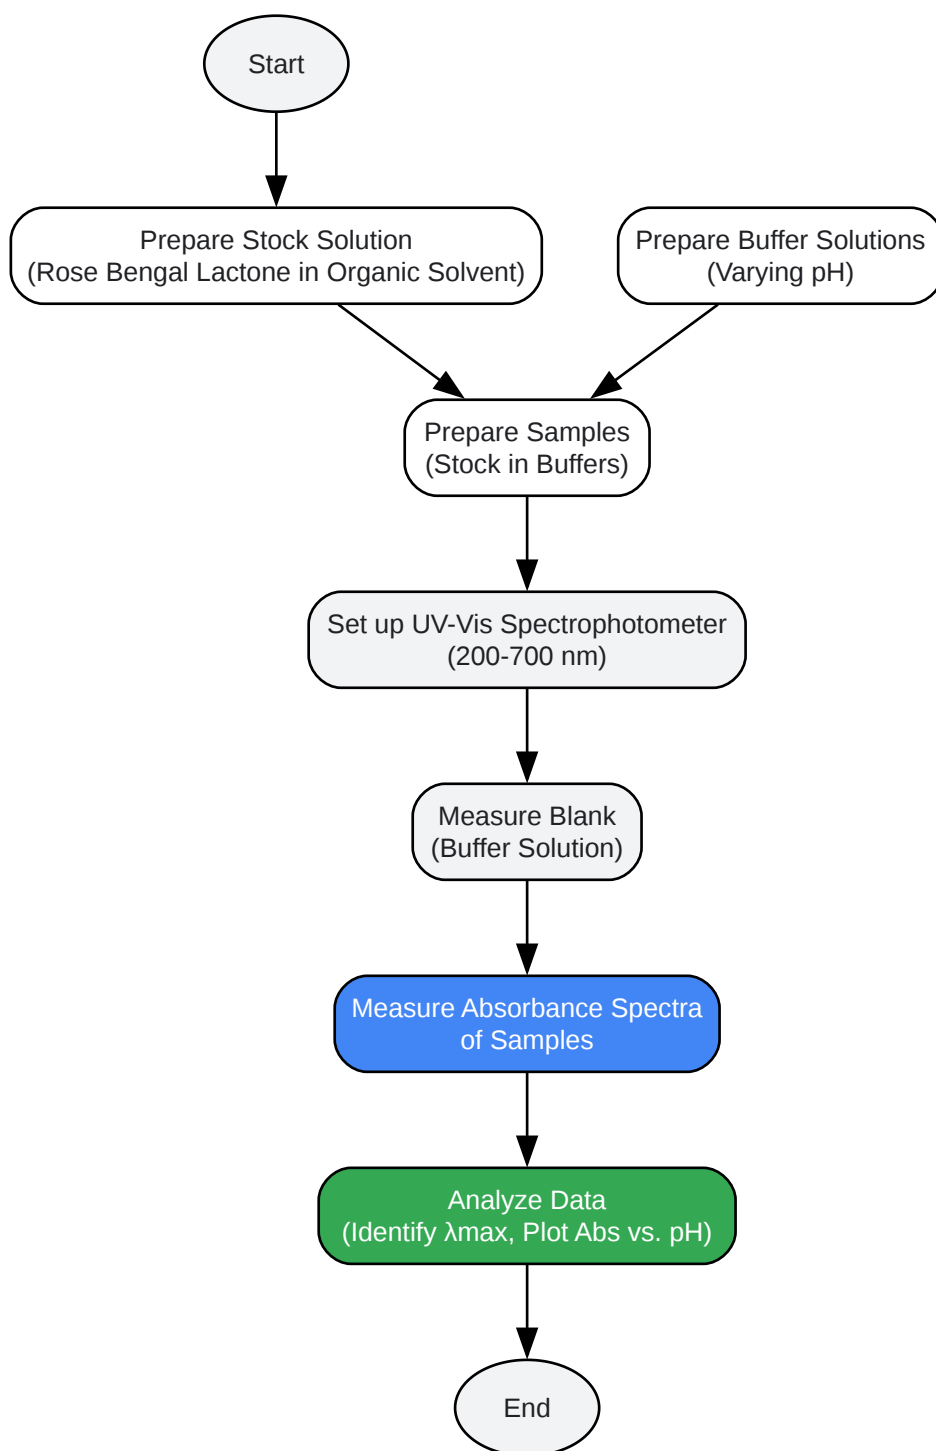 Start
Prepare Stock Solution
(Rose Bengal Lactone in Organic Solvent)
Prepare Buffer Solutions
(Varying pH)
Prepare Samples
(Stock in Buffers)
Set up UV-Vis Spectrophotometer
(200-700 nm)
Measure Blank
(Buffer Solution)
Measure Absorbance Spectra
of Samples
Analyze Data
(Identify λmax, Plot Abs vs. pH)
End